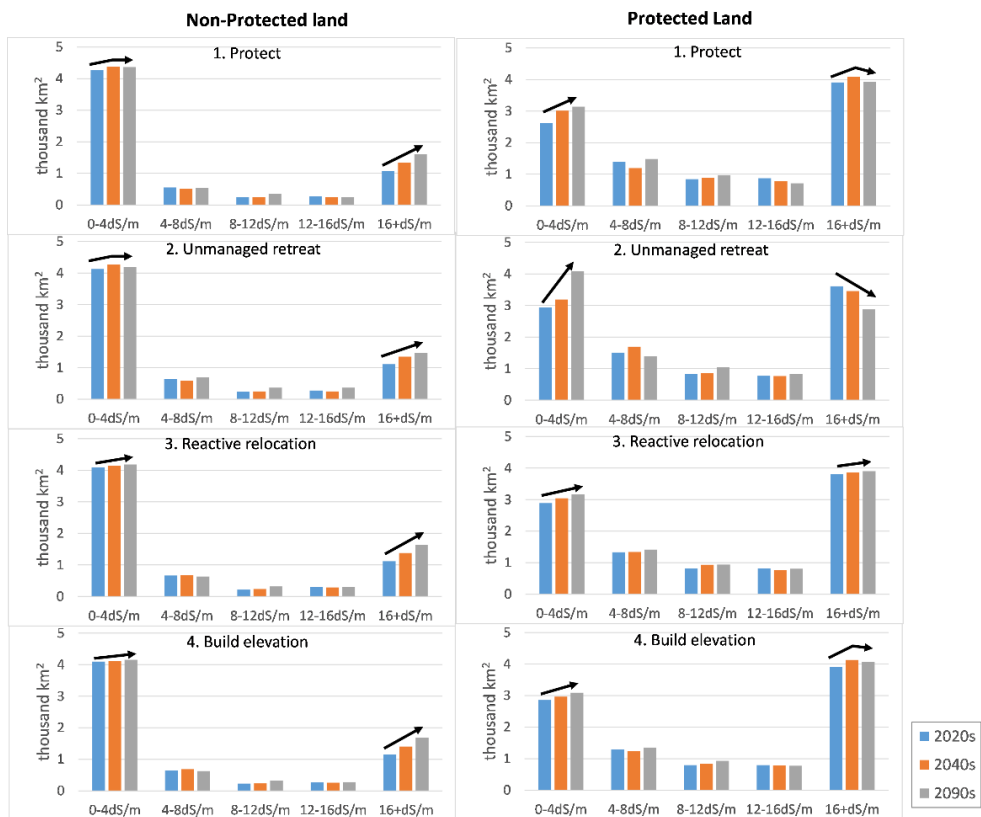 Non-Protected land
1. Protect
thousand km²
5
4
3
2
1
0
0-4dS/m 4-8dS/m 8-12dS/m 12-16dS/m 16+dS/m
2. Unmanaged retreat
thousand km²
5
4
3
2
1
0
0-4dS/m 4-8dS/m 8-12dS/m 12-16dS/m 16+dS/m
3. Reactive relocation
thousand km²
5
4
3
2
1
0
0-4dS/m 4-8dS/m 8-12dS/m 12-16dS/m 16+dS/m
4. Build elevation
thousand km²
5
4
3
2
1
0
0-4dS/m 4-8dS/m 8-12dS/m 12-16dS/m 16+dS/m
Protected Land
1. Protect
thousand km²
5
4
3
2
1
0
0-4dS/m 4-8dS/m 8-12dS/m 12-16dS/m 16+dS/m
2. Unmanaged retreat
thousand km²
5
4
3
2
1
0
0-4dS/m 4-8dS/m 8-12dS/m 12-16dS/m 16+dS/m
3. Reactive relocation
thousand km²
5
4
3
2
1
0
0-4dS/m 4-8dS/m 8-12dS/m 12-16dS/m 16+dS/m
4. Build elevation
thousand km²
5
4
3
2
1
0
0-4dS/m 4-8dS/m 8-12dS/m 12-16dS/m 16+dS/m
2020s
2040s
2090s